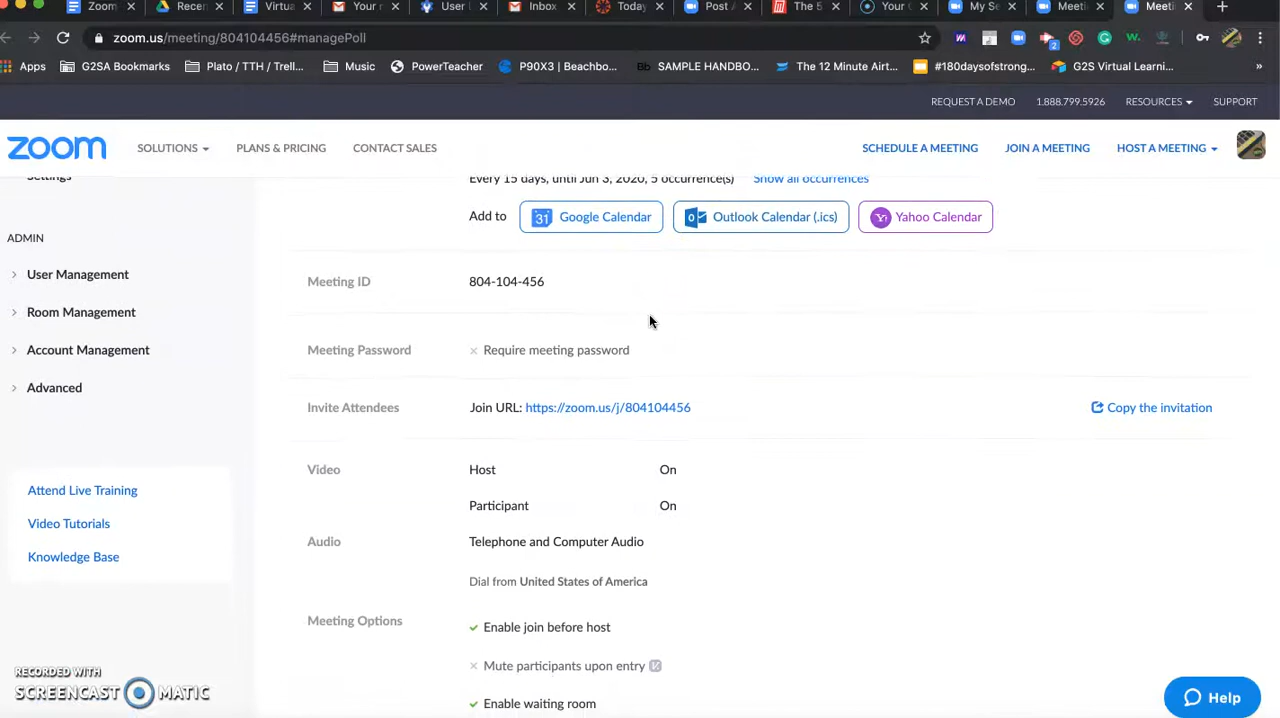 Zoom
Recen
Virtua
Your r
User L
Inbox
Today
Post A
The 5
Your (
My Se
Meeti
Meeti
zoom.us/meeting/804104456#managePoll
Apps
G2SA Bookmarks
Plato / TTH / Trell...
Music
PowerTeacher
P90X3 | Beachbo...
Bb SAMPLE HANDBO...
The 12 Minute Airt...
#180daysofstrong...
G2S Virtual Learni...
»
REQUEST A DEMO 1.888.799.5926 RESOURCES SUPPORT
zoom SOLUTIONS PLANS & PRICING CONTACT SALES SCHEDULE A MEETING JOIN A MEETING HOST A MEETING
Settings
ADMIN
User Management
Room Management
Account Management
Advanced
Attend Live Training
Video Tutorials
Knowledge Base
Every 15 days, until Jun 3, 2020, 5 occurrence(s) Show all occurrences
Add to 31 Google Calendar Outlook Calendar (.ics) Yahoo Calendar
Meeting ID 804-104-456
Meeting Password Require meeting password
Invite Attendees Join URL: https://zoom.us/j/804104456 Copy the invitation
Video Host On
Participant On
Audio Telephone and Computer Audio
Dial from United States of America
Meeting Options Enable join before host
Mute participants upon entry
Enable waiting room
RECORDED WITH
SCREENCAST MATIC
Help